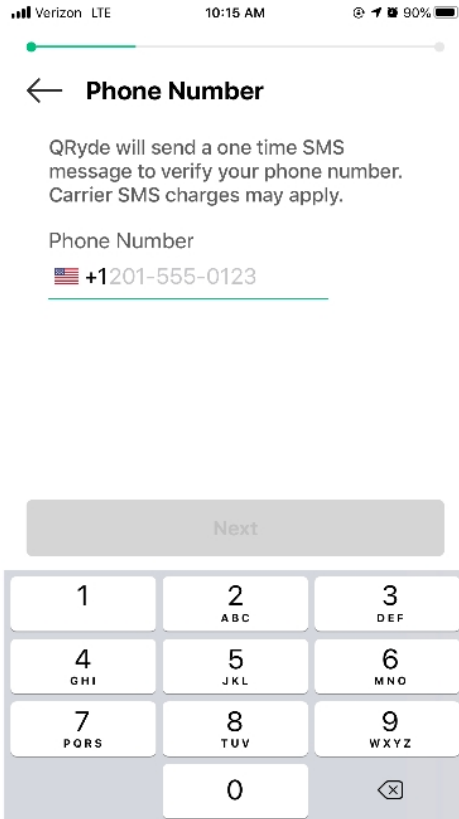 Verizon LTE 10:15 AM 90%
Phone Number
QRyde will send a one time SMS
message to verify your phone number.
Carrier SMS charges may apply.
Phone Number
+1201-555-0123
Next
1 2 3
ABC DEF
4 5 6
GHI JKL MNO
7 8 9
PQRS TUV WXYZ
0